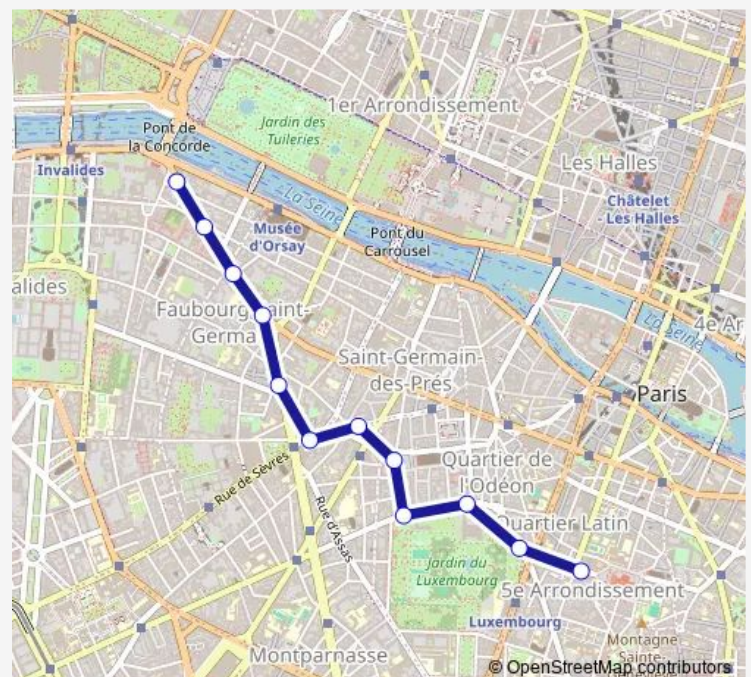 1er Arrondissement
Jardin des
Tuileries
Pont de
la Concorde
Les Halles
Invalides
La Seine
Châtelet
- Les Halles
Musée
d'Orsay
Pont du
Carrousel
alides
Faubourg Saint-
Germa
La Seine
4e Ar
Saint-Germain-
des-Prés
Paris
Rue de Sèvres
Quartier de
l'Odéon
Rue d'Assas
Quartier Latin
Jardin du
Luxembourg
5e Arrondissement
Luxembourg
Montagne
Sainte-
Montparnasse
© OpenStreetMap contributors